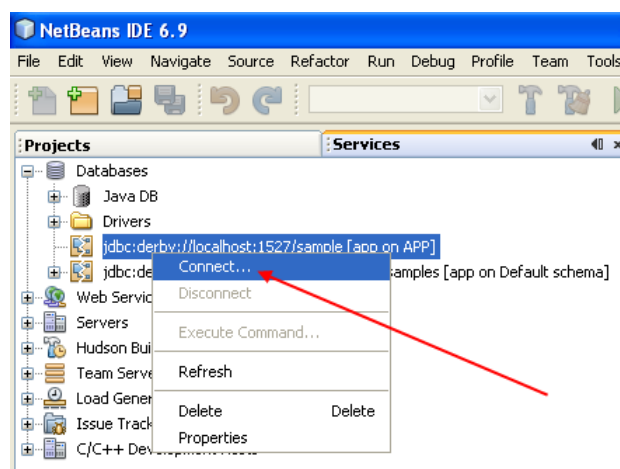 NetBeans IDE 6.9
File Edit View Navigate Source Refactor Run Debug Profile Team Tools
Projects Services
Databases
Java DB
Drivers
jdbc:derby://localhost:1527/sample [app on APP]
jdbc:de amples [app on Default schema]
Connect...
Web Servic
Disconnect
Servers
Execute Command...
Hudson Bui
Team Serve
Refresh
Load Gener
Issue Track
Delete Delete
C/C++
Properties